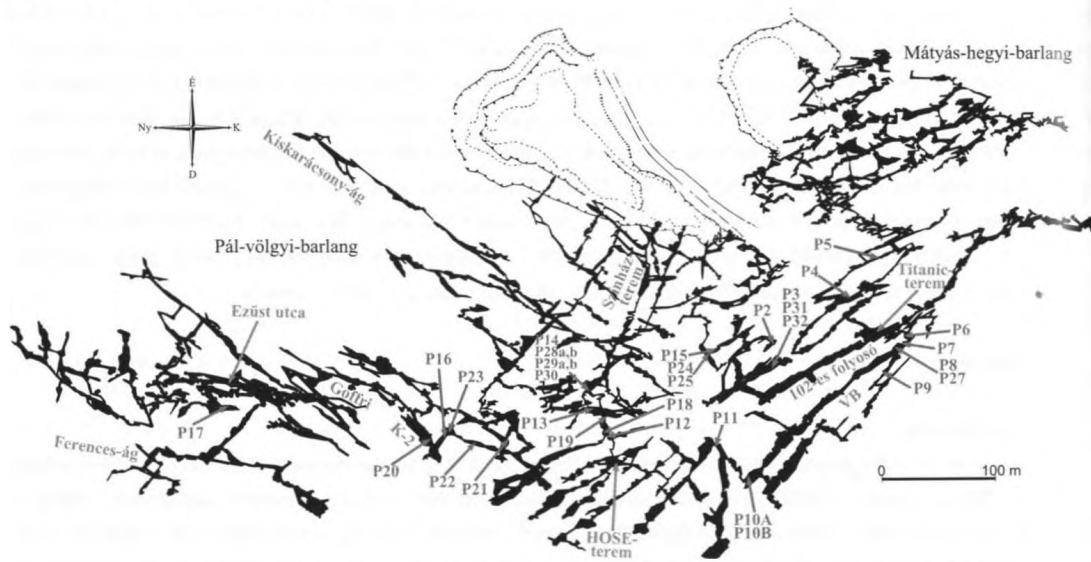 Mátyás-hegyi-barlang
É
Ny
K
D
Kiskarácsony-ág
Pál-völgyi-barlang
Színház-
terem
P5
P4
Titanic-
terem
P3
P31
P32
P2
Ezüst utca
P6
P14
P28a,b
P29a,b
P30
P15
P24
P25
P7
P8
P27
P16
P23
102-es folyosó
P9
Göffri
VB
P18
P13
P12
P11
P17
K-2
P19
Ferences-ág
P20
P22
P21
0
100 m
P10A
P10B
HOSE-
terem